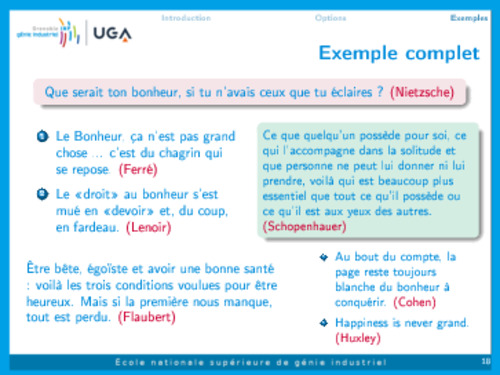 Introduction Options Exemples
Grenoble INP
génie industriel
UGA
Exemple complet
Que serait ton bonheur, si tu n'avais ceux que tu éclaires ? (Nietzsche)
1 Le Bonheur, ça n'est pas grand
chose ... c'est du chagrin qui
se repose. (Ferré)
2 Le «droit» au bonheur s'est
mué en «devoir» et, du coup,
en fardeau. (Lenoir)
Ce que quelqu'un possède pour soi, ce
qui l'accompagne dans la solitude et
que personne ne peut lui donner ni lui
prendre, voilà qui est beaucoup plus
essentiel que tout ce qu'il possède ou
ce qu'il est aux yeux des autres.
(Schopenhauer)
Être bête, égoïste et avoir une bonne santé
: voilà les trois conditions voulues pour être
heureux. Mais si la première nous manque,
tout est perdu. (Flaubert)
Au bout du compte, la
page reste toujours
blanche du bonheur à
conquérir. (Cohen)
Happiness is never grand.
(Huxley)
École nationale supérieure de génie industriel 18